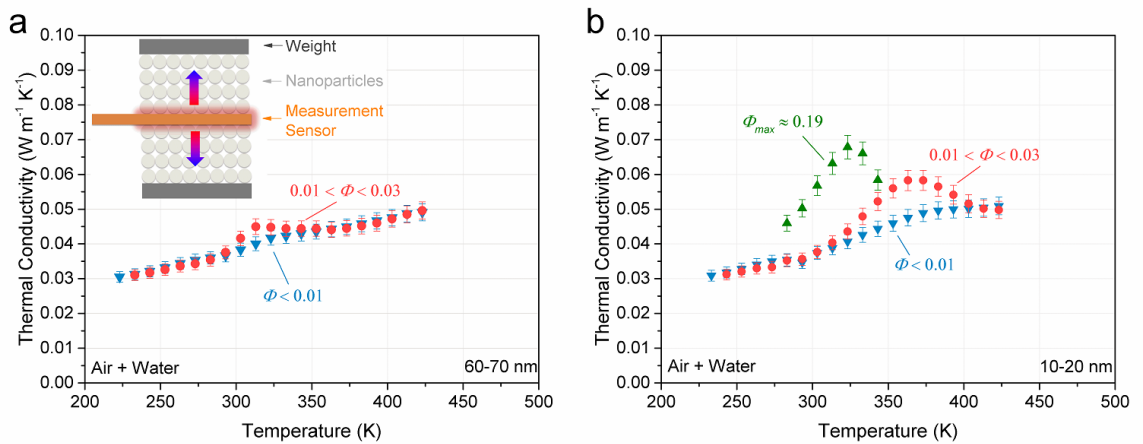 a
Thermal Conductivity (W m⁻¹ K⁻¹)
0.10
0.09
0.08
0.07
0.06
0.05
0.04
0.03
0.02
0.01
0.00
Weight
Nanoparticles
Measurement
Sensor
0.01 < Φ < 0.03
Φ < 0.01
Air + Water
60-70 nm
200 250 300 350 400 450 500
Temperature (K)
b
Thermal Conductivity (W m⁻¹ K⁻¹)
0.10
0.09
0.08
0.07
0.06
0.05
0.04
0.03
0.02
0.01
0.00
Φmax ≈ 0.19
0.01 < Φ < 0.03
Φ < 0.01
Air + Water
10-20 nm
200 250 300 350 400 450 500
Temperature (K)